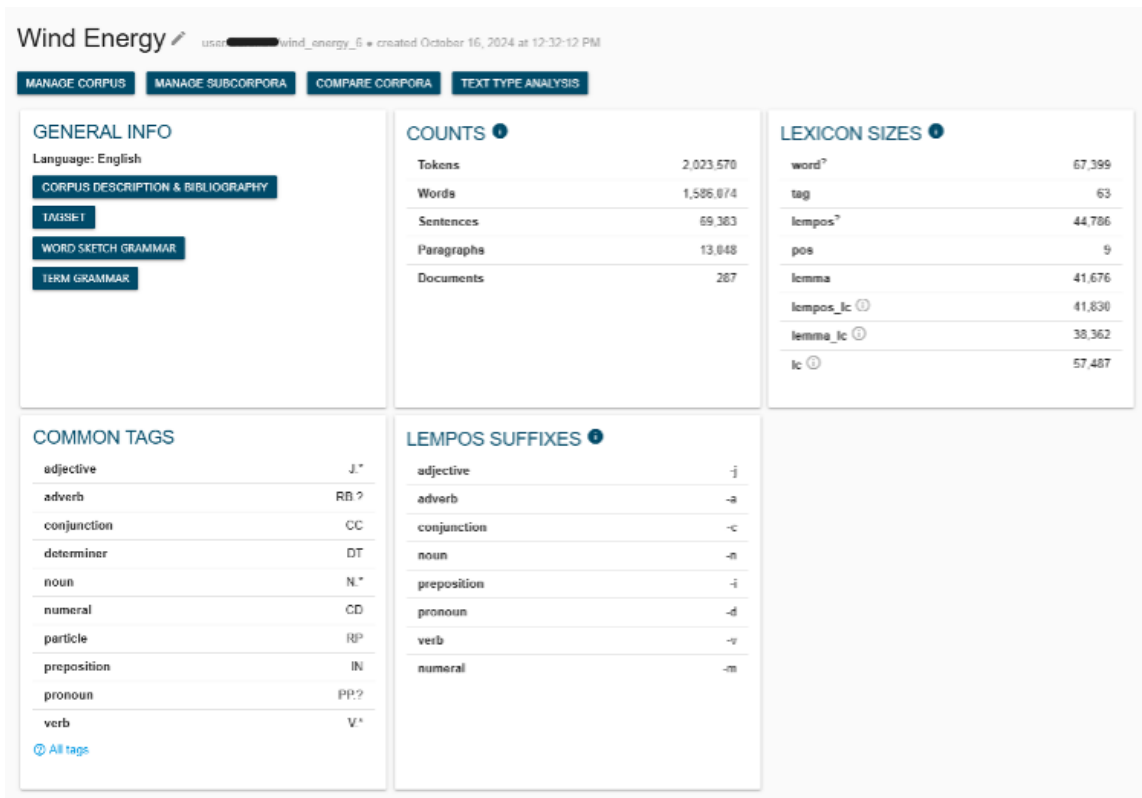 Wind Energy user /wind_energy_6 • created October 16, 2024 at 12:32:12 PM
MANAGE CORPUS MANAGE SUBCORPORA COMPARE CORPORA TEXT TYPE ANALYSIS
GENERAL INFO
Language: English
CORPUS DESCRIPTION & BIBLIOGRAPHY
TAGSET
WORD SKETCH GRAMMAR
TERM GRAMMAR
COUNTS
Tokens 2,023,570
Words 1,586,074
Sentences 69,383
Paragraphs 13,048
Documents 287
LEXICON SIZES
word? 67,399
tag 63
lempos? 44,786
pos 9
lemma 41,676
lempos_lc 41,830
lemma_lc 38,362
lc 57,487
COMMON TAGS
adjective J.*
adverb RB.?
conjunction CC
determiner DT
noun N.*
numeral CD
particle RP
preposition IN
pronoun PP.?
verb V.*
All tags
LEMPOS SUFFIXES
adjective -j
adverb -a
conjunction -c
noun -n
preposition -i
pronoun -d
verb -v
numeral -m